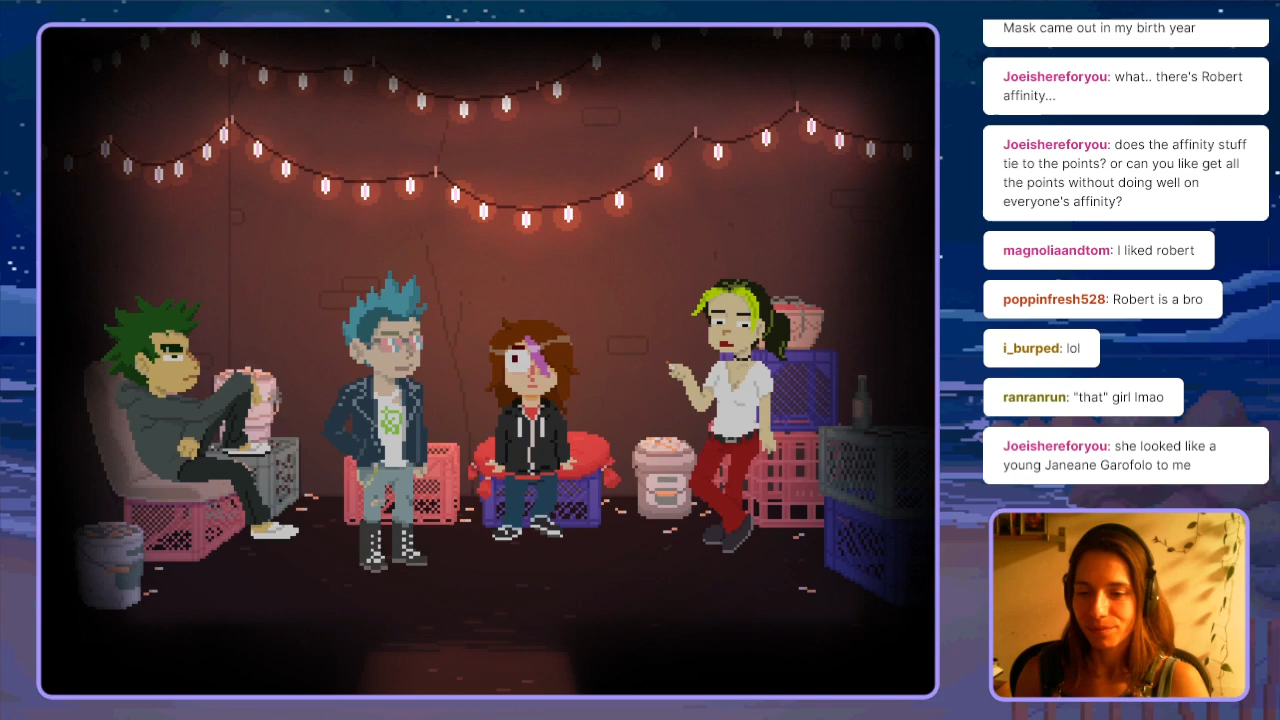 Mask came out in my birth year
Joeishereforyou: what.. there's Robert
affinity...
Joeishereforyou: does the affinity stuff
tie to the points? or can you like get all
the points without doing well on
everyone's affinity?
magnoliaandtom: I liked robert
poppinfresh528: Robert is a bro
i_burped: lol
ranranrun: "that" girl lmao
Joeishereforyou: she looked like a
young Janeane Garofolo to me